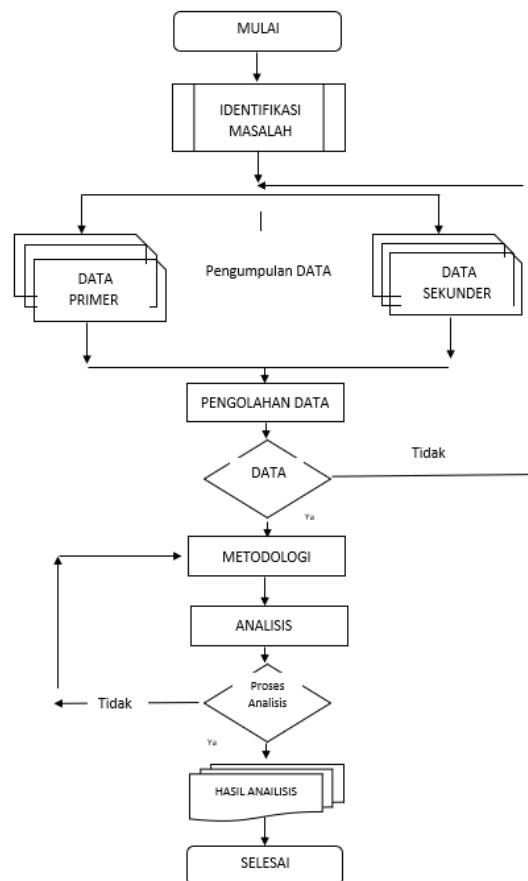 MULAI
IDENTIFIKASI
MASALAH
DATA
PRIMER
Pengumpulan DATA
DATA
SEKUNDER
PENGOLAHAN DATA
DATA
Tidak
Ya
METODOLOGI
ANALISIS
Proses
Analisis
Tidak
Ya
HASIL ANAILISIS
SELESAI